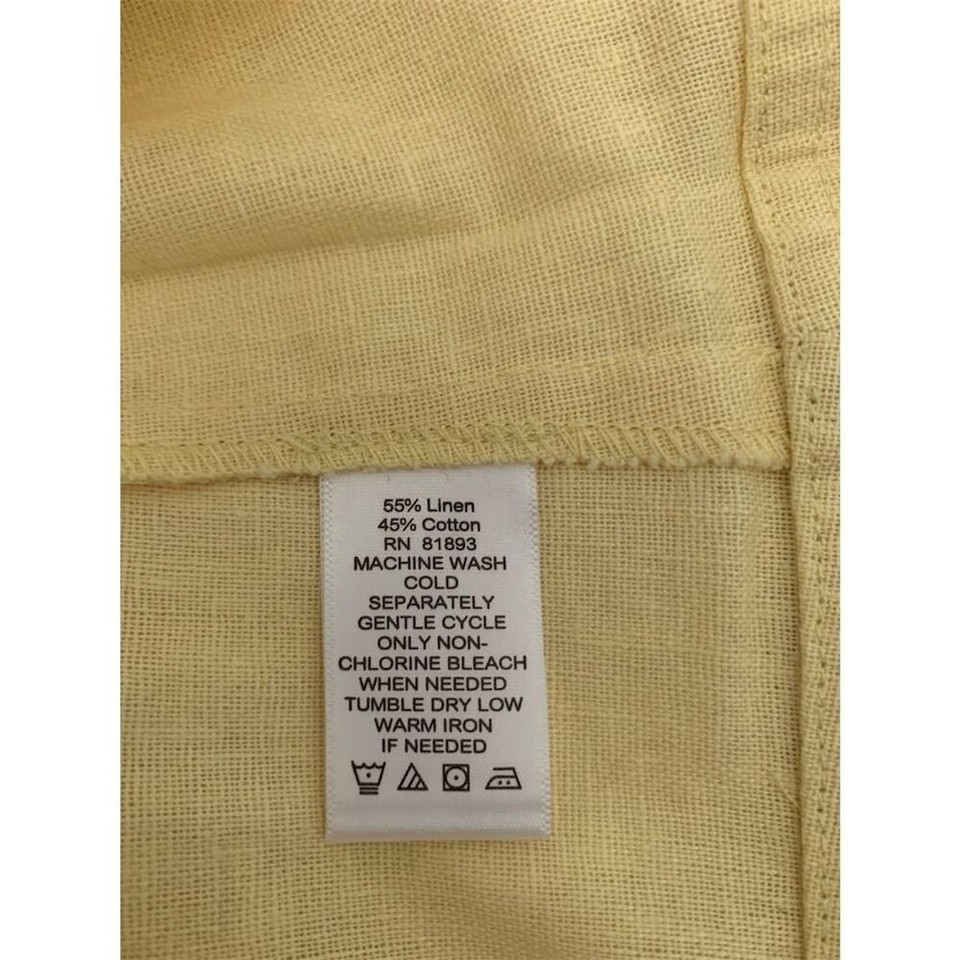 55% Linen
45% Cotton
RN 81893
MACHINE WASH
COLD
SEPARATELY
GENTLE CYCLE
ONLY NON-
CHLORINE BLEACH
WHEN NEEDED
TUMBLE DRY LOW
WARM IRON
IF NEEDED